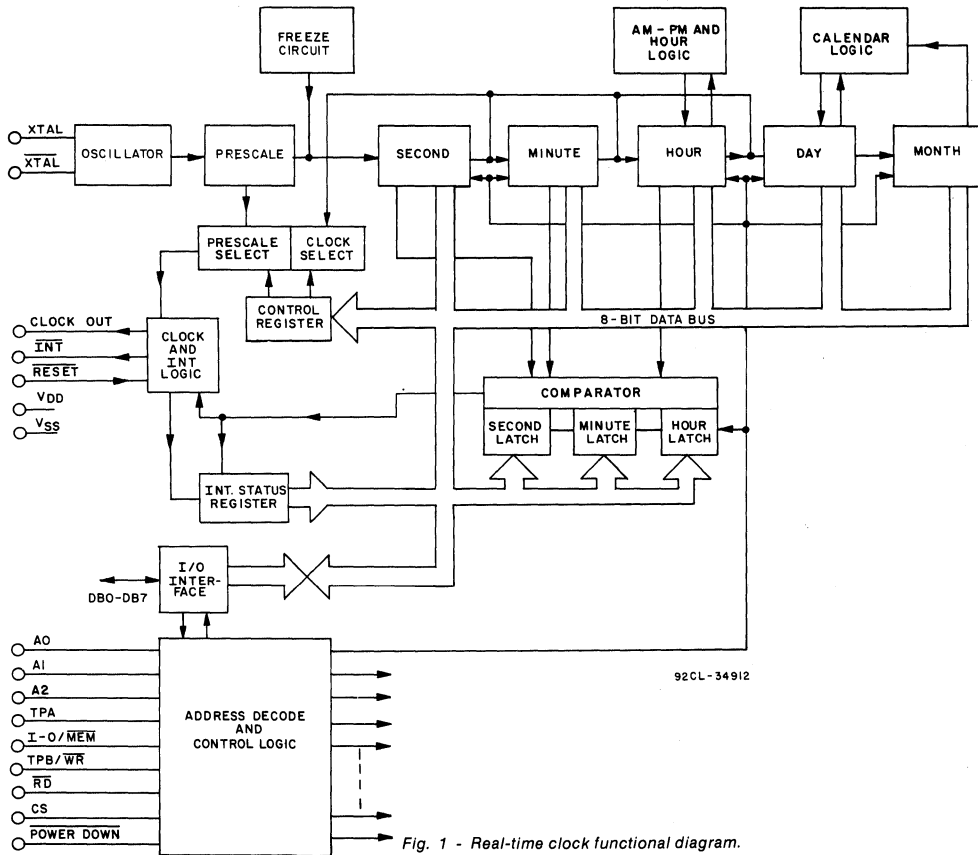 FREEZE
CIRCUIT
AM - PM AND
HOUR
LOGIC
CALENDAR
LOGIC
XTAL
XTAL
OSCILLATOR
PRESCALE
SECOND
MINUTE
HOUR
DAY
MONTH
PRESCALE
SELECT
CLOCK
SELECT
CONTROL
REGISTER
8-BIT DATA BUS
CLOCK OUT
INT
RESET
VDD
VSS
CLOCK
AND
INT
LOGIC
COMPARATOR
SECOND
LATCH
MINUTE
LATCH
HOUR
LATCH
INT. STATUS
REGISTER
I/O
INTER-
FACE
DB0-DB7
A0
A1
A2
TPA
I-O/MEM
TPB/WR
RD
CS
POWER DOWN
ADDRESS DECODE
AND
CONTROL LOGIC
92CL-34912
Fig. 1 - Real-time clock functional diagram.